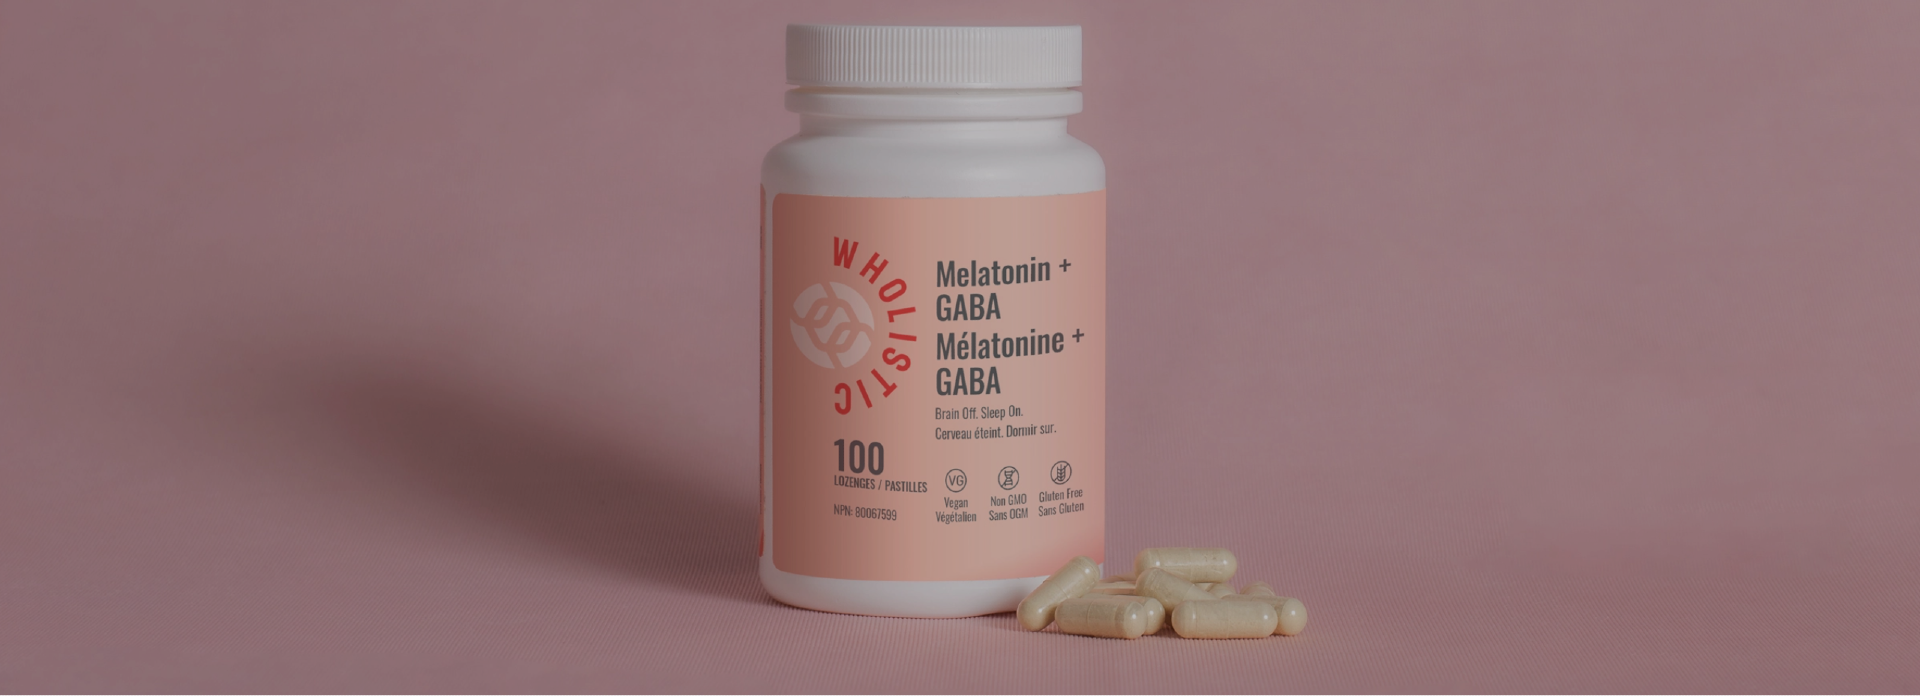 WHOLISTIC
Melatonin +
GABA
Mélatonine +
GABA
Brain Off. Sleep On.
Cerveau éteint. Dormir sur.
100
LOZENGES / PASTILLES
NPN: 80067599
VG
Vegan
Végétalien
Non GMO
Sans OGM
Gluten Free
Sans Gluten